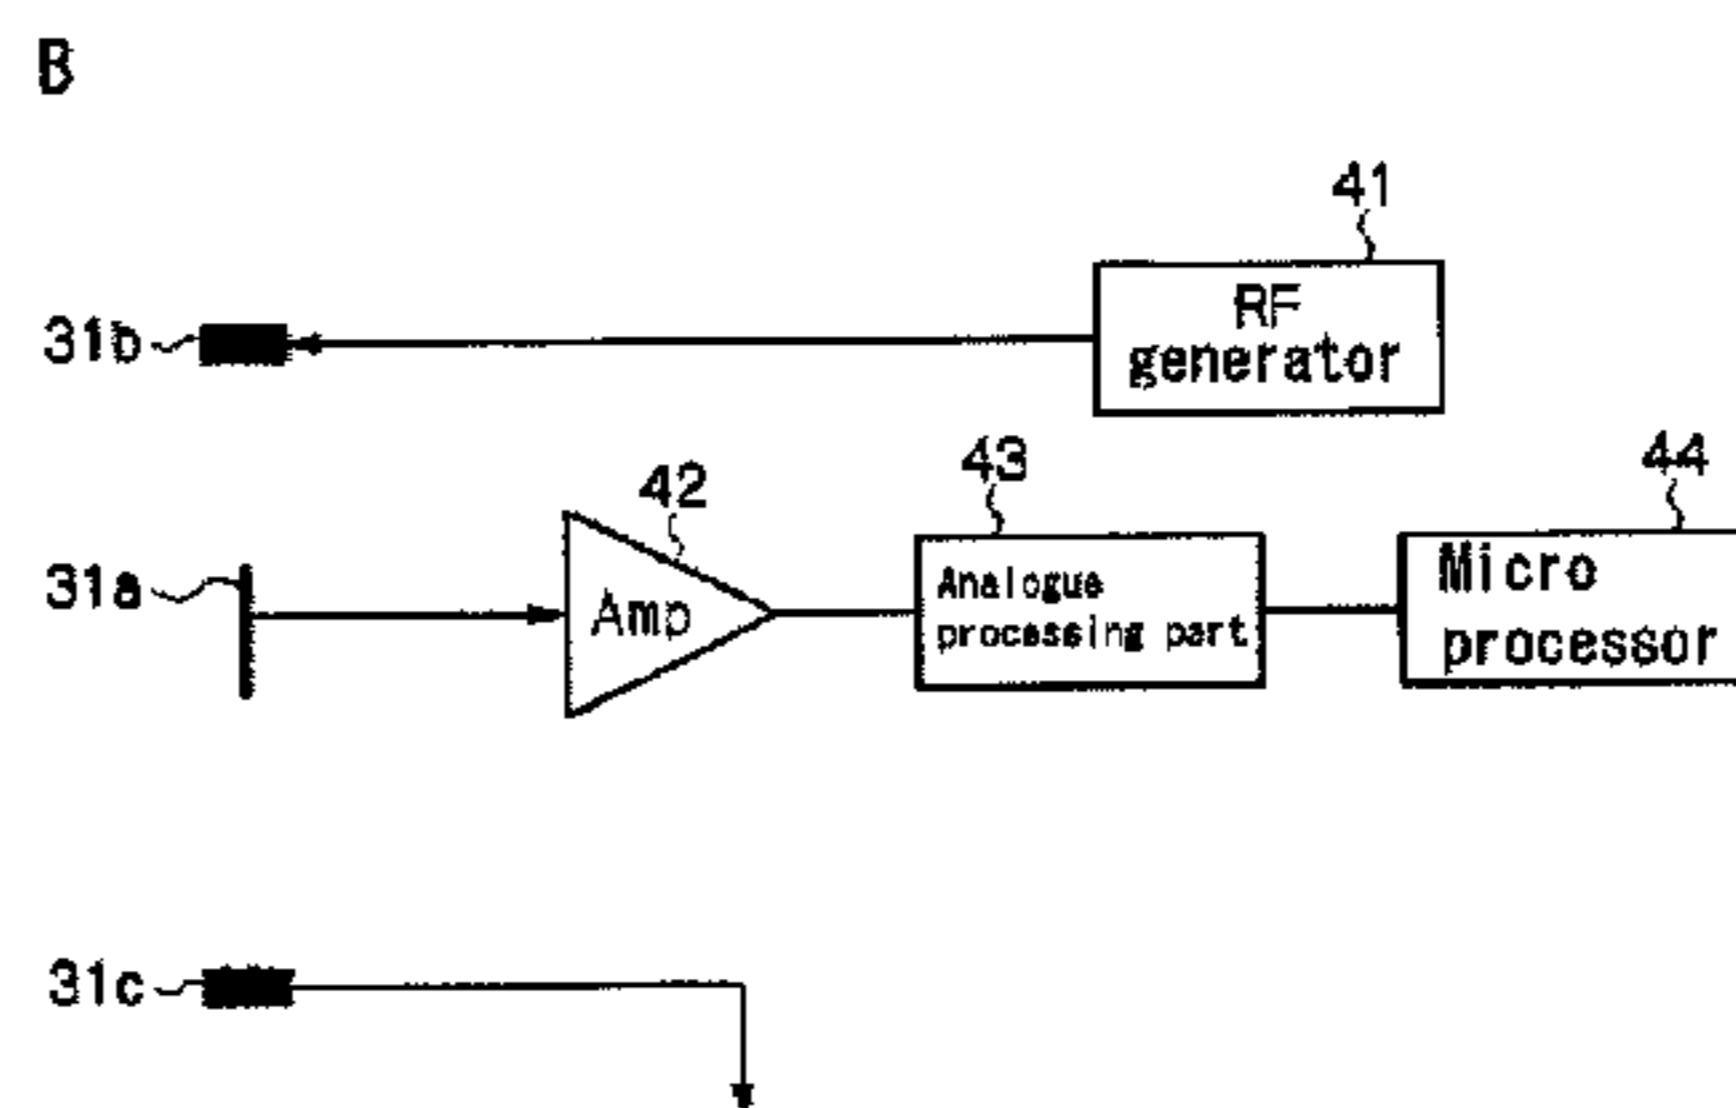 B
41
31b
RF
generator
42
43
44
31a
Amp
Analogue
processing part
Micro
processor
31c